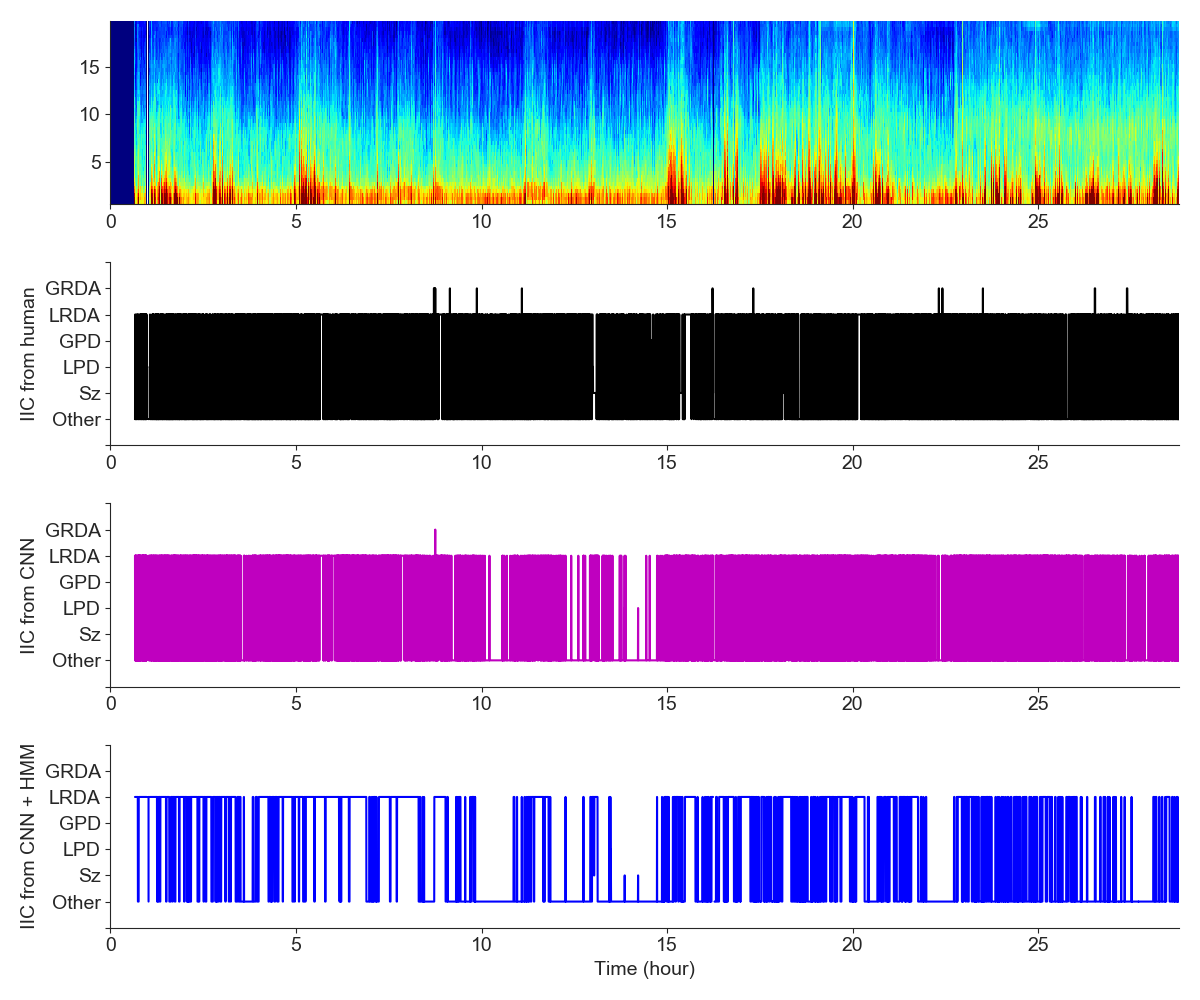 15
10
5
0 5 10 15 20 25
IIC from human
GRDA
LRDA
GPD
LPD
Sz
Other
0 5 10 15 20 25
IIC from CNN
GRDA
LRDA
GPD
LPD
Sz
Other
0 5 10 15 20 25
IIC from CNN + HMM
GRDA
LRDA
GPD
LPD
Sz
Other
0 5 10 15 20 25
Time (hour)